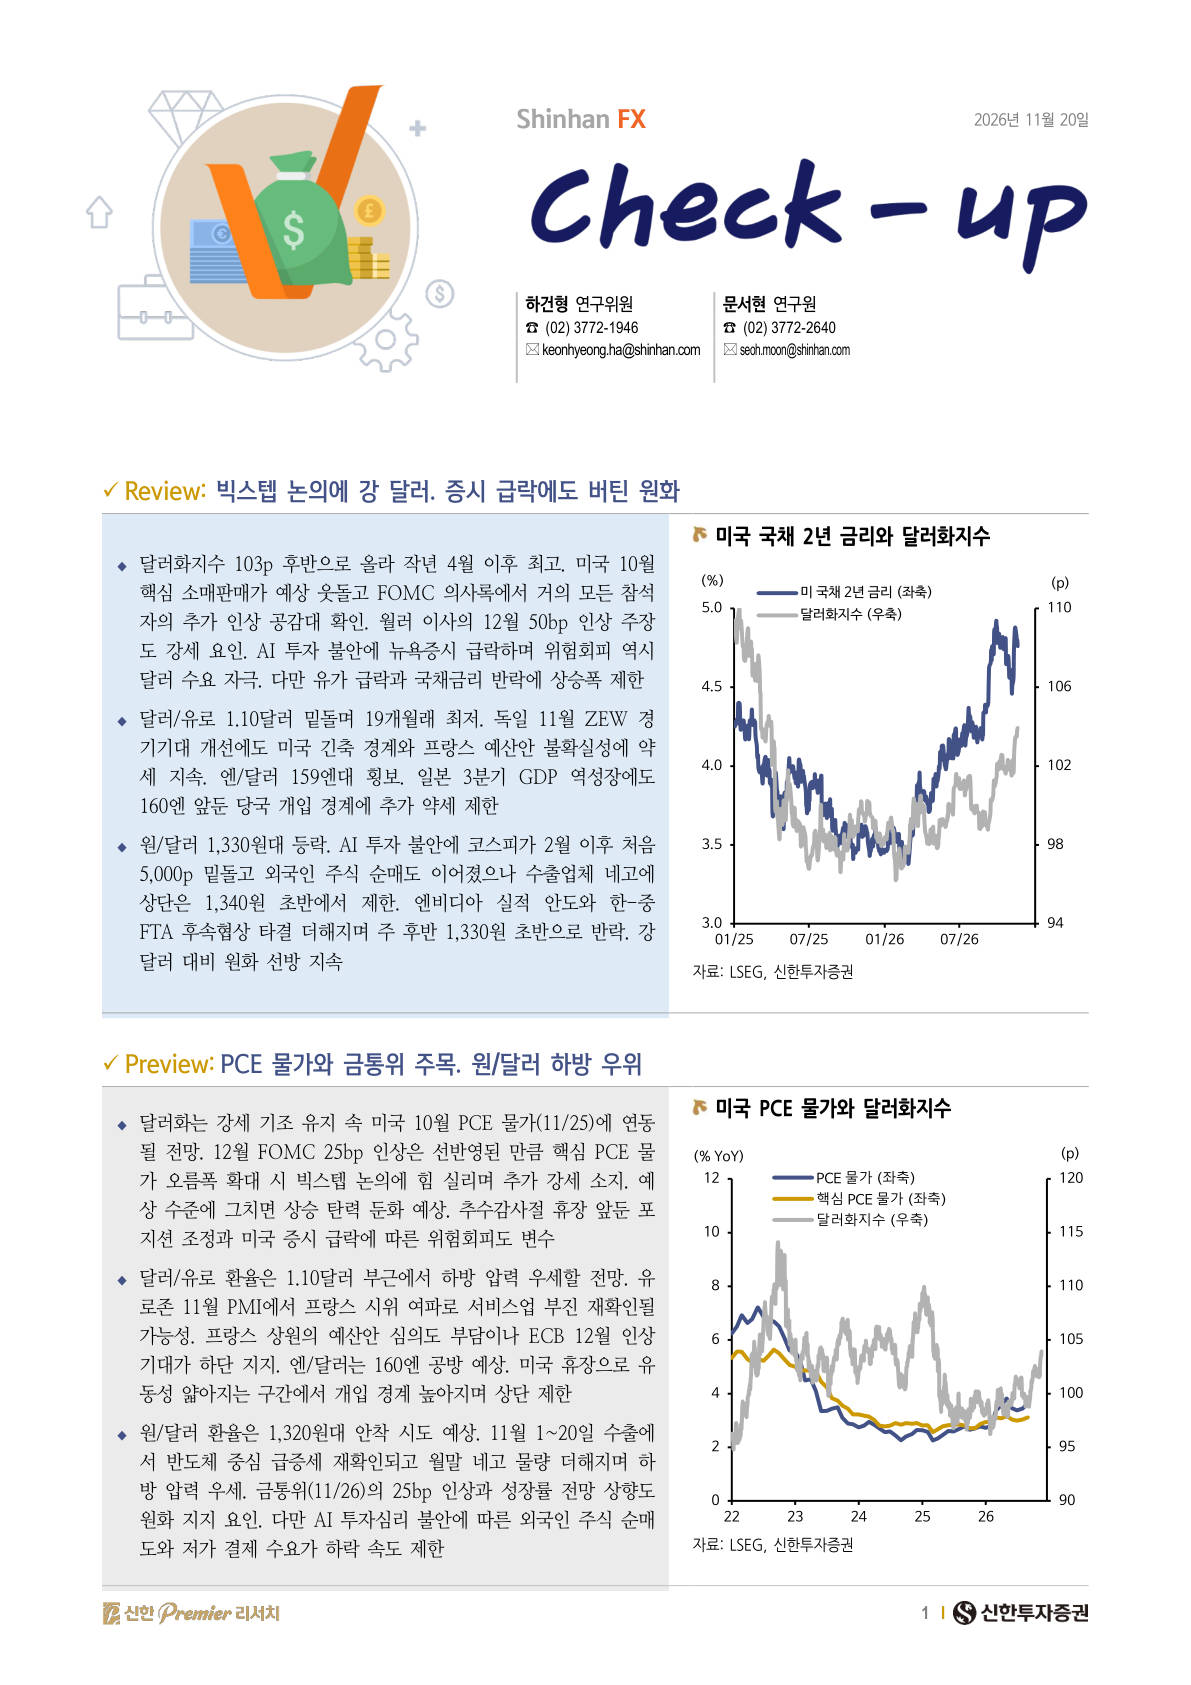 Shinhan FX
2026년 11월 20일
Check-up
하건형 연구위원
☎ (02) 3772-1946
✉ keonhyeong.ha@shinhan.com
문서현 연구원
☎ (02) 3772-2640
✉ seoh.moon@shinhan.com
✓ Review: 빅스텝 논의에 강 달러. 증시 급락에도 버틴 원화
◆ 달러화지수 103p 후반으로 올라 작년 4월 이후 최고. 미국 10월
핵심 소매판매가 예상 웃돌고 FOMC 의사록에서 거의 모든 참석
자의 추가 인상 공감대 확인. 월러 이사의 12월 50bp 인상 주장
도 강세 요인. AI 투자 불안에 뉴욕증시 급락하며 위험회피 역시
달러 수요 자극. 다만 유가 급락과 국채금리 반락에 상승폭 제한
◆ 달러/유로 1.10달러 밑돌며 19개월래 최저. 독일 11월 ZEW 경
기기대 개선에도 미국 긴축 경계와 프랑스 예산안 불확실성에 약
세 지속. 엔/달러 159엔대 횡보. 일본 3분기 GDP 역성장에도
160엔 앞둔 당국 개입 경계에 추가 약세 제한
◆ 원/달러 1,330원대 등락. AI 투자 불안에 코스피가 2월 이후 처음
5,000p 밑돌고 외국인 주식 순매도 이어졌으나 수출업체 네고에
상단은 1,340원 초반에서 제한. 엔비디아 실적 안도와 한-중
FTA 후속협상 타결 더해지며 주 후반 1,330원 초반으로 반락. 강
달러 대비 원화 선방 지속
미국 국채 2년 금리와 달러화지수
(%)
(p)
미 국채 2년 금리 (좌축)
달러화지수 (우축)
5.0
4.5
4.0
3.5
3.0
110
106
102
98
94
01/25
07/25
01/26
07/26
자료: LSEG, 신한투자증권
✓ Preview: PCE 물가와 금통위 주목. 원/달러 하방 우위
◆ 달러화는 강세 기조 유지 속 미국 10월 PCE 물가(11/25)에 연동
될 전망. 12월 FOMC 25bp 인상은 선반영된 만큼 핵심 PCE 물
가 오름폭 확대 시 빅스텝 논의에 힘 실리며 추가 강세 소지. 예
상 수준에 그치면 상승 탄력 둔화 예상. 추수감사절 휴장 앞둔 포
지션 조정과 미국 증시 급락에 따른 위험회피도 변수
◆ 달러/유로 환율은 1.10달러 부근에서 하방 압력 우세할 전망. 유
로존 11월 PMI에서 프랑스 시위 여파로 서비스업 부진 재확인될
가능성. 프랑스 상원의 예산안 심의도 부담이나 ECB 12월 인상
기대가 하단 지지. 엔/달러는 160엔 공방 예상. 미국 휴장으로 유
동성 얇아지는 구간에서 개입 경계 높아지며 상단 제한
◆ 원/달러 환율은 1,320원대 안착 시도 예상. 11월 1~20일 수출에
서 반도체 중심 급증세 재확인되고 월말 네고 물량 더해지며 하
방 압력 우세. 금통위(11/26)의 25bp 인상과 성장률 전망 상향도
원화 지지 요인. 다만 AI 투자심리 불안에 따른 외국인 주식 순매
도와 저가 결제 수요가 하락 속도 제한
미국 PCE 물가와 달러화지수
(% YoY)
(p)
PCE 물가 (좌축)
핵심 PCE 물가 (좌축)
달러화지수 (우축)
12
10
8
6
4
2
0
120
115
110
105
100
95
90
22
23
24
25
26
자료: LSEG, 신한투자증권
신한 Premier 리서치
1 | 신한투자증권